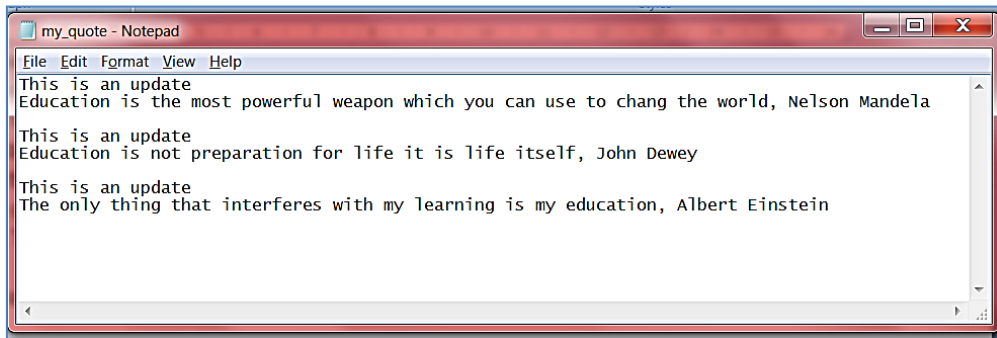 my_quote - Notepad
File Edit Format View Help
This is an update
Education is the most powerful weapon which you can use to chang the world, Nelson Mandela
This is an update
Education is not preparation for life it is life itself, John Dewey
This is an update
The only thing that interferes with my learning is my education, Albert Einstein